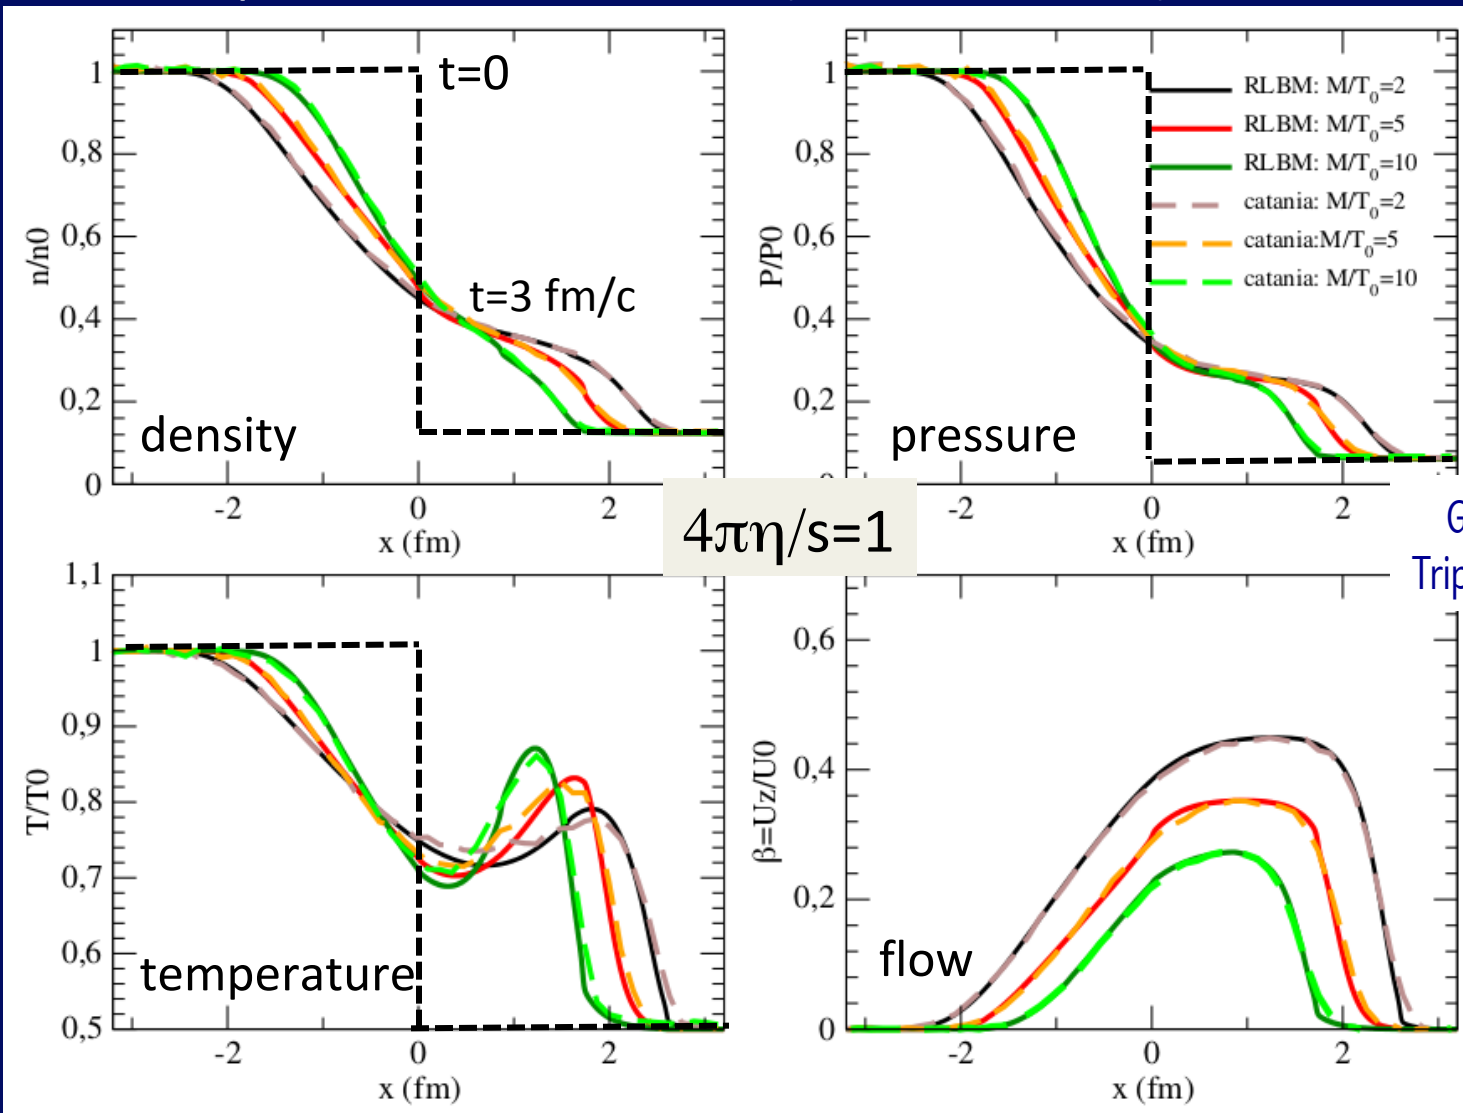 1
0,8
0,6
0,4
0,2
0
n/n0
t=0
t=3 fm/c
density
-2 0 2
x (fm)
1
0,8
0,6
0,4
0,2
P/P0
RLBM: M/T0=2
RLBM: M/T0=5
RLBM: M/T0=10
catania: M/T0=2
catania:M/T0=5
catania: M/T0=10
pressure
-2 0 2
x (fm)
4πη/s=1
G
Trip
1,1
1
0,9
0,8
0,7
0,6
0,5
T/T0
temperature
-2 0 2
x (fm)
0,6
0,4
0,2
0
β=Uz/U0
flow
-2 0 2
x (fm)